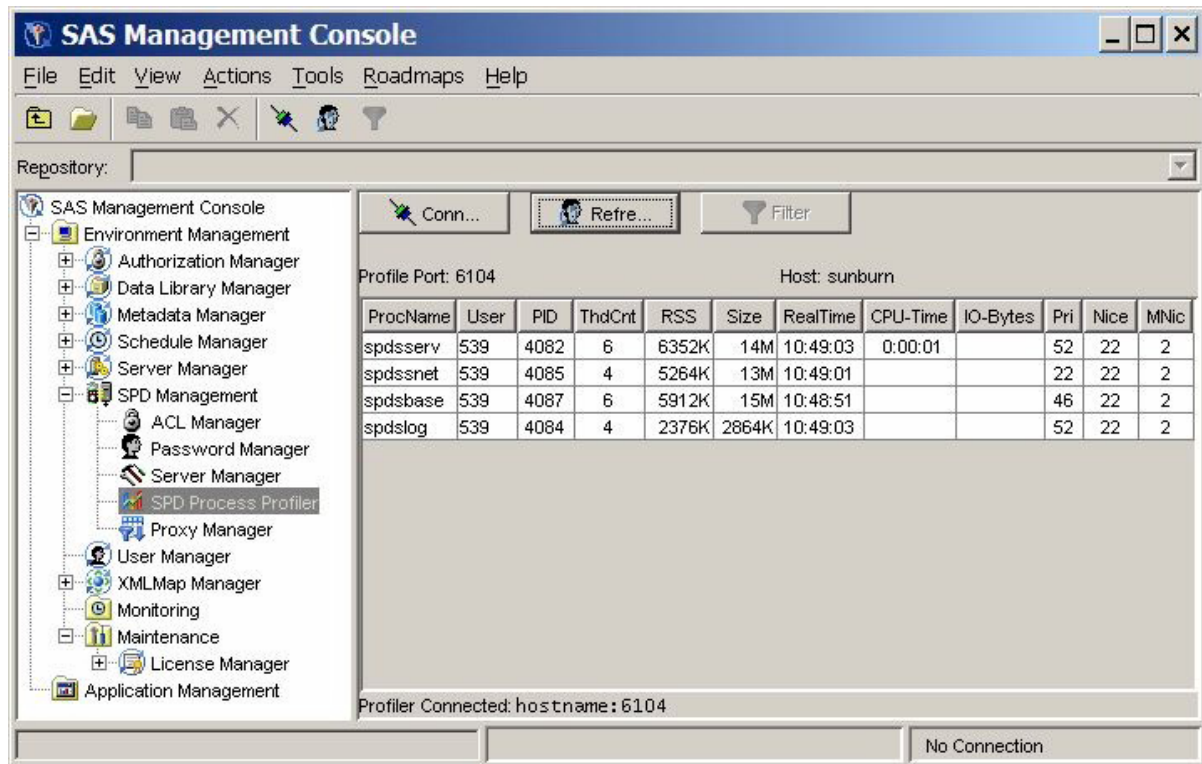 SAS Management Console
File Edit View Actions Tools Roadmaps Help
Repository:
SAS Management Console
Environment Management
Authorization Manager
Data Library Manager
Metadata Manager
Schedule Manager
Server Manager
SPD Management
ACL Manager
Password Manager
Server Manager
SPD Process Profiler
Proxy Manager
User Manager
XMLMap Manager
Monitoring
Maintenance
License Manager
Application Management
Conn... Refre... Filter
Profile Port: 6104 Host: sunburn
ProcName User PID ThdCnt RSS Size RealTime CPU-Time IO-Bytes Pri Nice MNic
spdsserv 539 4082 6 6352K 14M 10:49:03 0:00:01 52 22 2
spdssnet 539 4085 4 5264K 13M 10:49:01 22 22 2
spdsbase 539 4087 6 5912K 15M 10:48:51 46 22 2
spdslog 539 4084 4 2376K 2864K 10:49:03 52 22 2
Profiler Connected: hostname:6104
No Connection